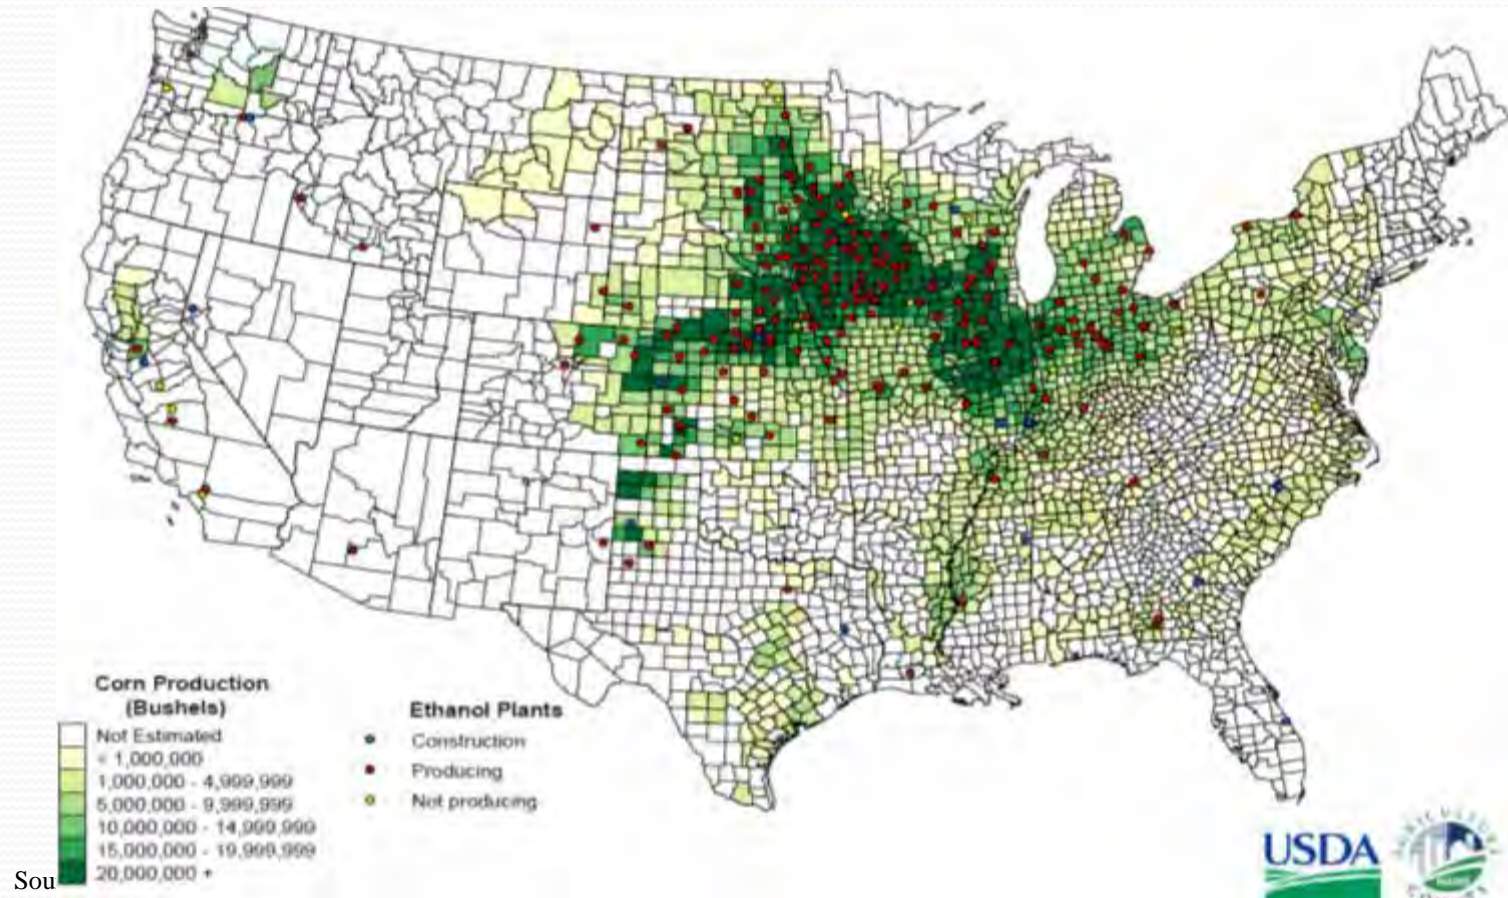 Corn Production
(Bushels)
Not Estimated
< 1,000,000
1,000,000 - 4,999,999
5,000,000 - 9,999,999
10,000,000 - 14,999,999
15,000,000 - 19,999,999
20,000,000 +
Ethanol Plants
Construction
Producing
Not producing
Sou
USDA